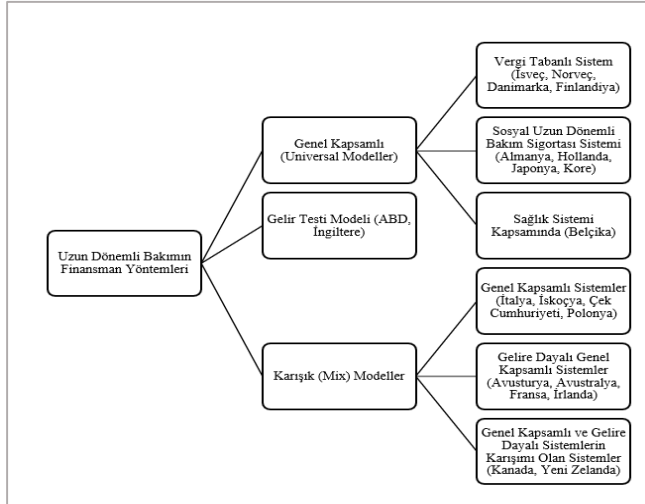 Uzun Dönemli Bakımın
Finansman Yöntemleri
Genel Kapsamlı
(Universal Modeller)
Vergi Tabanlı Sistem
(İsveç, Norveç,
Danimarka, Finlandiya)
Sosyal Uzun Dönemli
Bakım Sigortası Sistemi
(Almanya, Hollanda,
Japonya, Kore)
Sağlık Sistemi
Kapsamında (Belçika)
Gelir Testi Modeli (ABD,
İngiltere)
Karışık (Mix) Modeller
Genel Kapsamlı Sistemler
(İtalya, İskoçya, Çek
Cumhuriyeti, Polonya)
Gelire Dayalı Genel
Kapsamlı Sistemler
(Avusturya, Avustralya,
Fransa, İrlanda)
Genel Kapsamlı ve Gelire
Dayalı Sistemlerin
Karışımı Olan Sistemler
(Kanada, Yeni Zelanda)